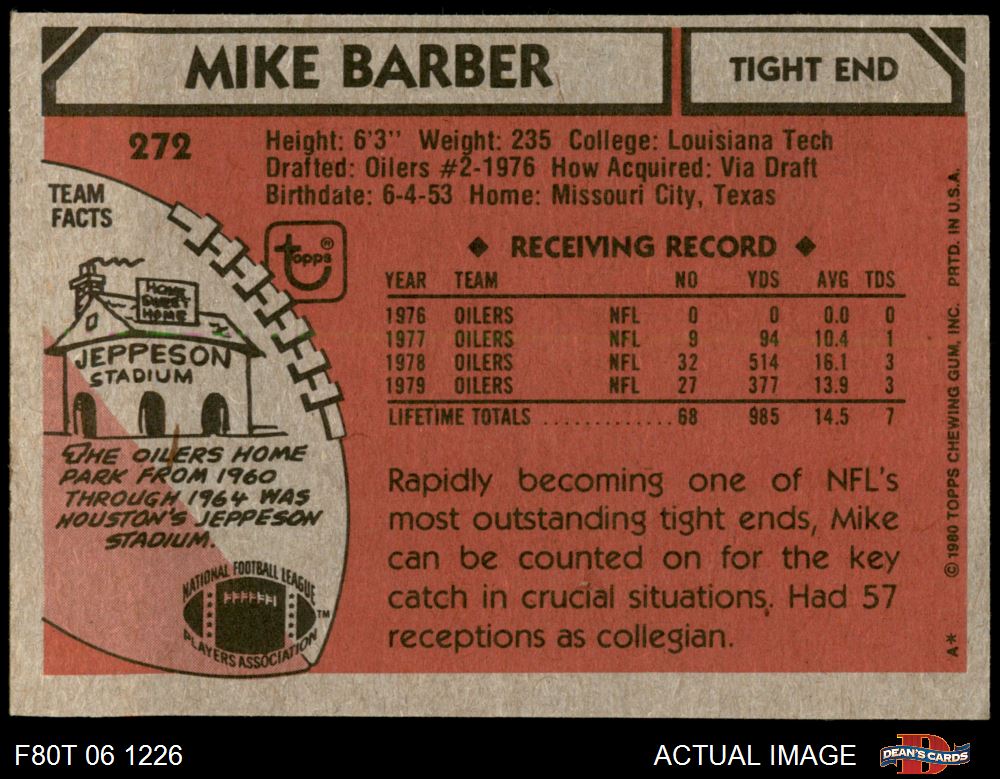 MIKE BARBER
TIGHT END
272
Height: 6'3'' Weight: 235 College: Louisiana Tech
Drafted: Oilers #2-1976 How Acquired: Via Draft
Birthdate: 6-4-53 Home: Missouri City, Texas
TEAM
FACTS
topps®
HOME
SWEET
HOME
JEPPESON
STADIUM
THE OILERS HOME
PARK FROM 1960
THROUGH 1964 WAS
HOUSTON'S JEPPESON
STADIUM.
NATIONAL FOOTBALL LEAGUE
PLAYERS ASSOCIATION
TM
◆ RECEIVING RECORD ◆
YEAR TEAM NO YDS AVG TDS
1976 OILERS NFL 0 0 0.0 0
1977 OILERS NFL 9 94 10.4 1
1978 OILERS NFL 32 514 16.1 3
1979 OILERS NFL 27 377 13.9 3
LIFETIME TOTALS ............. 68 985 14.5 7
Rapidly becoming one of NFL's
most outstanding tight ends, Mike
can be counted on for the key
catch in crucial situations. Had 57
receptions as collegian.
A* ©1980 TOPPS CHEWING GUM, INC. PRTD. IN U.S.A.
F80T 06 1226
ACTUAL IMAGE
D
DEAN'S CARDS